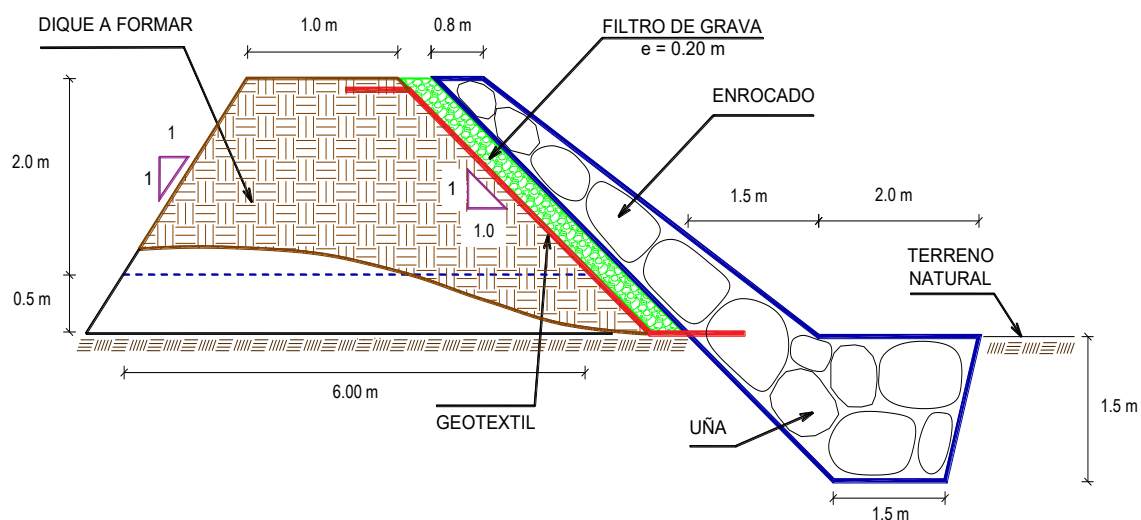 DIQUE A FORMAR
1.0 m
0.8 m
FILTRO DE GRAVA
e = 0.20 m
ENROCADO
1
1
2.0 m
1
1.0
1.5 m
2.0 m
TERRENO
NATURAL
0.5 m
6.00 m
GEOTEXTIL
UÑA
1.5 m
1.5 m